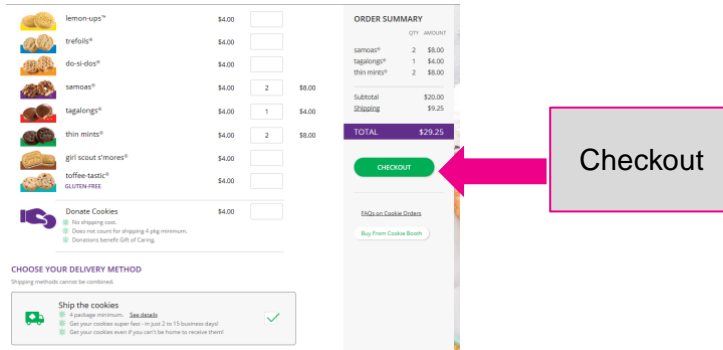 lemon-ups™ $4.00
trefoils® $4.00
do-si-dos® $4.00
samoas® $4.00 2 $8.00
tagalongs® $4.00 1 $4.00
thin mints® $4.00 2 $8.00
girl scout s'mores® $4.00
toffee-tastic® $4.00
GLUTEN-FREE
Donate Cookies $4.00
No shipping cost.
Does not count for shipping 4 pkg minimum.
Donations benefit Gift of Caring.
CHOOSE YOUR DELIVERY METHOD
Shipping methods cannot be combined.
Ship the cookies
4 package minimum. See details
Get your cookies super fast - in just 2 to 15 business days!
Get your cookies even if you can't be home to receive them!
ORDER SUMMARY
QTY AMOUNT
samoas® 2 $8.00
tagalongs® 1 $4.00
thin mints® 2 $8.00
Subtotal $20.00
Shipping $9.25
TOTAL $29.25
CHECKOUT
FAQs on Cookie Orders
Buy From Cookie Booth
Checkout